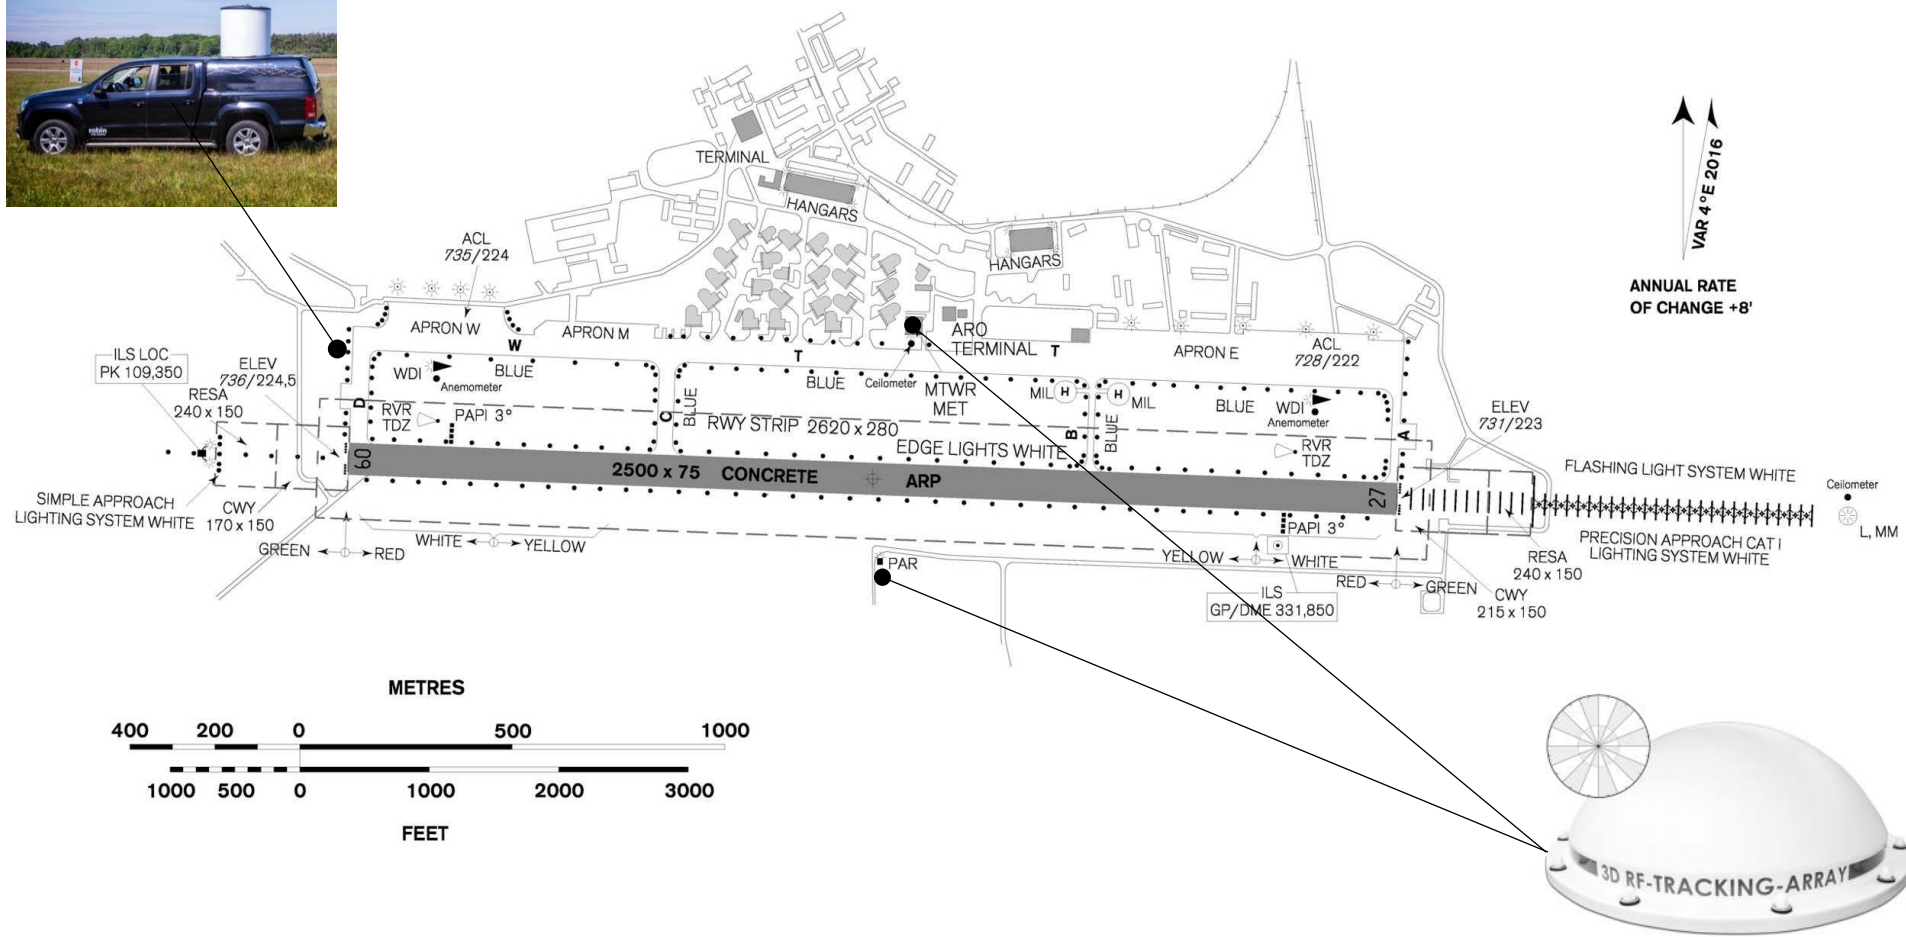 robin
TERMINAL
HANGARS
HANGARS
VAR 4°E 2016
ANNUAL RATE
OF CHANGE +8'
ACL
735/224
APRON W
W
APRON M
T
ARO
TERMINAL
T
APRON E
ACL
728/222
ILS LOC
PK 109,350
ELEV
736/224,5
RESA
240 x 150
WDI
Anemometer
BLUE
BLUE
Ceilometer
MTWR
MET
MIL
H
H
MIL
BLUE
WDI
Anemometer
D
RVR
TDZ
PAPI 3°
C
BLUE
RWY STRIP 2620 x 280
EDGE LIGHTS WHITE
B
BLUE
RVR
TDZ
A
ELEV
731/223
09
2500 x 75
CONCRETE
ARP
27
FLASHING LIGHT SYSTEM WHITE
Ceilometer
L, MM
SIMPLE APPROACH
LIGHTING SYSTEM WHITE
CWY
170 x 150
GREEN
RED
WHITE
YELLOW
PAR
PAPI 3°
YELLOW
WHITE
PRECISION APPROACH CAT I
LIGHTING SYSTEM WHITE
RESA
240 x 150
RED
GREEN
CWY
215 x 150
ILS
GP/DME 331,850
METRES
400 200 0 500 1000
1000 500 0 1000 2000 3000
FEET
3D RF-TRACKING-ARRAY